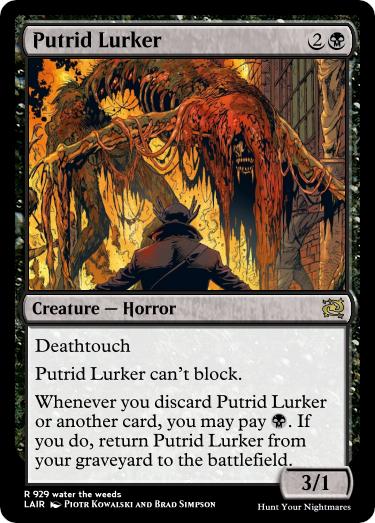 Putrid Lurker 2
Creature — Horror
Deathtouch
Putrid Lurker can't block.
Whenever you discard Putrid Lurker
or another card, you may pay . If
you do, return Putrid Lurker from
your graveyard to the battlefield.
3/1
R 929 water the weeds
LAIR Piotr Kowalski and Brad Simpson
Hunt Your Nightmares